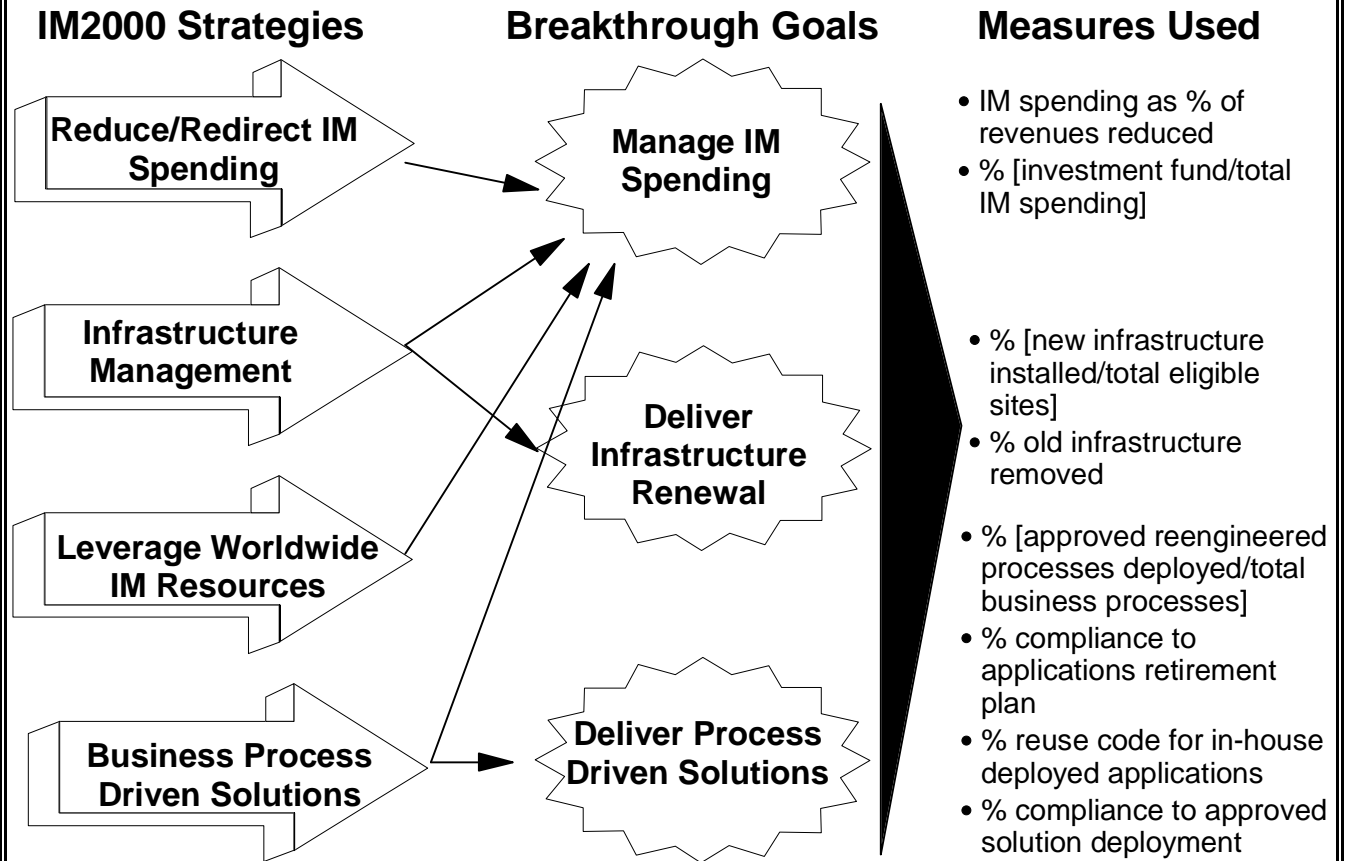 IM2000 Strategies
Breakthrough Goals
Measures Used
Reduce/Redirect IM
Spending
Infrastructure
Management
Leverage Worldwide
IM Resources
Business Process
Driven Solutions
Manage IM
Spending
Deliver
Infrastructure
Renewal
Deliver Process
Driven Solutions
• IM spending as % of
revenues reduced
• % [investment fund/total
IM spending]
• % [new infrastructure
installed/total eligible
sites]
• % old infrastructure
removed
• % [approved reengineered
processes deployed/total
business processes]
• % compliance to
applications retirement
plan
• % reuse code for in-house
deployed applications
• % compliance to approved
solution deployment